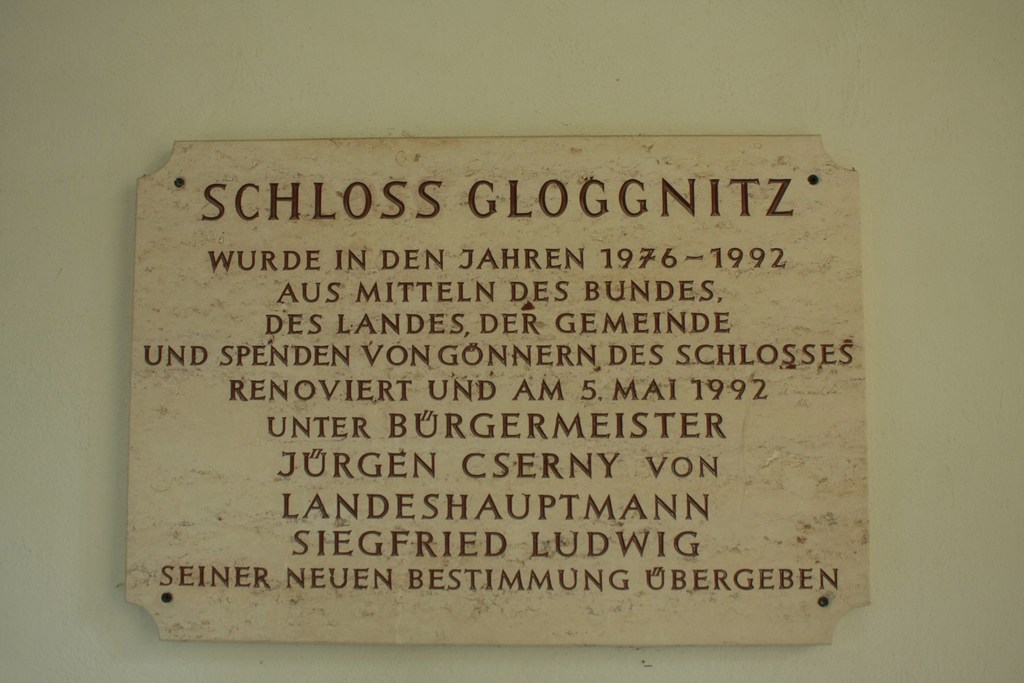 SCHLOSS GLOGGNITZ
WURDE IN DEN JAHREN 1976-1992
AUS MITTELN DES BUNDES,
DES LANDES, DER GEMEINDE
UND SPENDEN VON GÖNNERN DES SCHLOSSES
RENOVIERT UND AM 5. MAI 1992
UNTER BÜRGERMEISTER
JÜRGEN CSERNY VON
LANDESHAUPTMANN
SIEGFRIED LUDWIG
SEINER NEUEN BESTIMMUNG ÜBERGEBEN